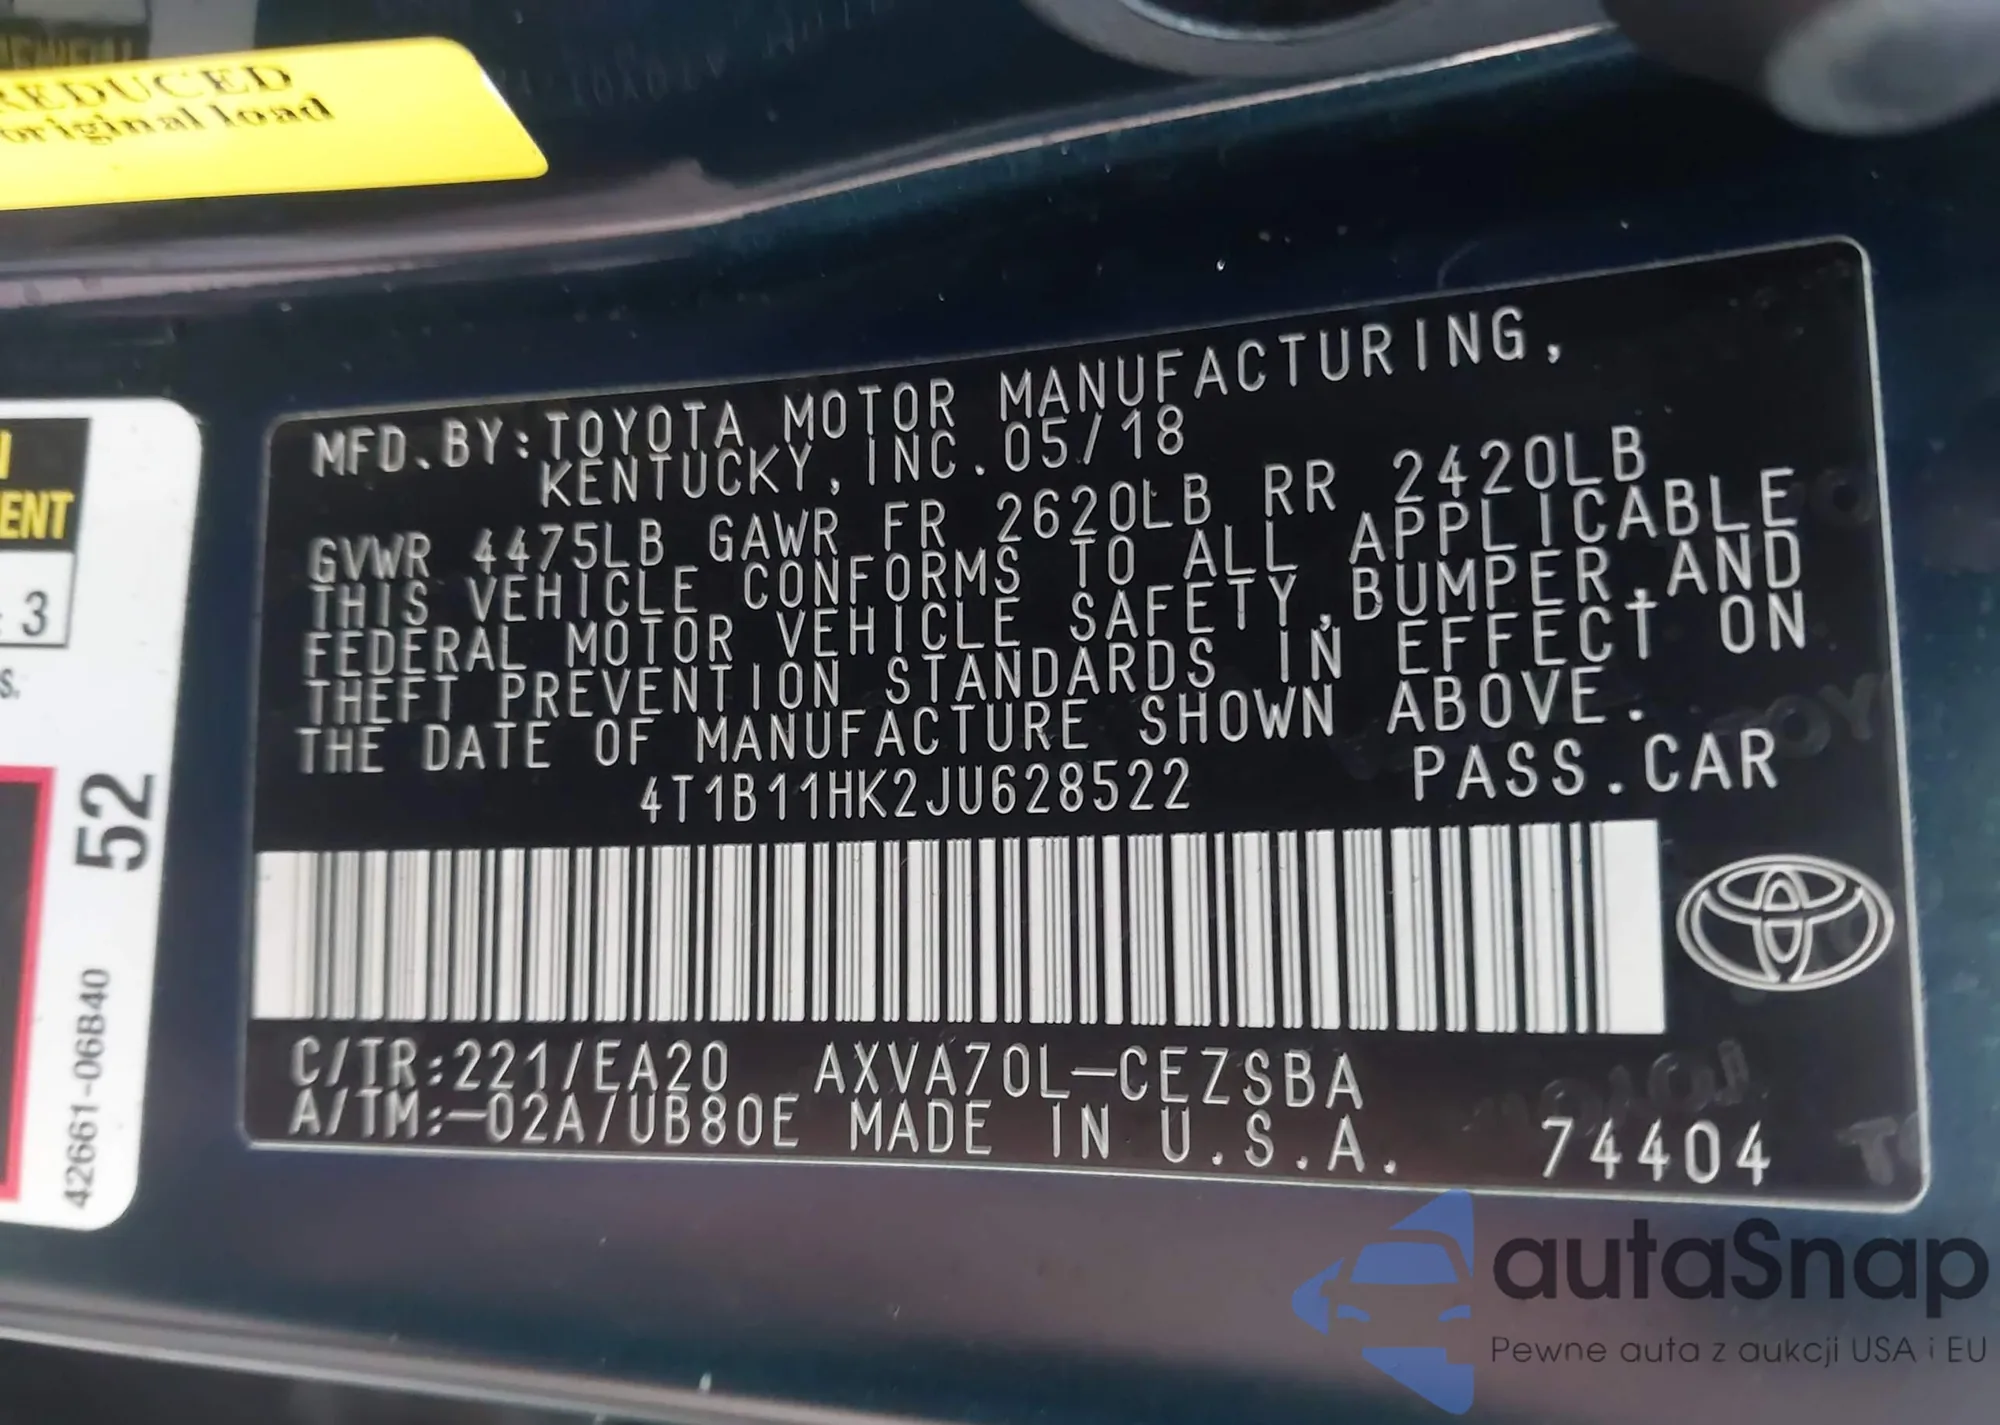 REDUCED
original load
ENT
3
s.
52
42661-06B40
MFD.BY:TOYOTA MOTOR MANUFACTURING,
KENTUCKY,INC.05/18
GVWR 4475LB GAWR FR 2620LB RR 2420LB
THIS VEHICLE CONFORMS TO ALL APPLICABLE
FEDERAL MOTOR VEHICLE SAFETY,BUMPER,AND
THEFT PREVENTION STANDARDS IN EFFECT ON
THE DATE OF MANUFACTURE SHOWN ABOVE.
4T1B11HK2JU628522 PASS.CAR
C/TR:221/EA20 AXVA70L-CEZSBA
A/TM:-02A/UB80E MADE IN U.S.A. 74404
autaSnap
Pewne auta z aukcji USA i EU